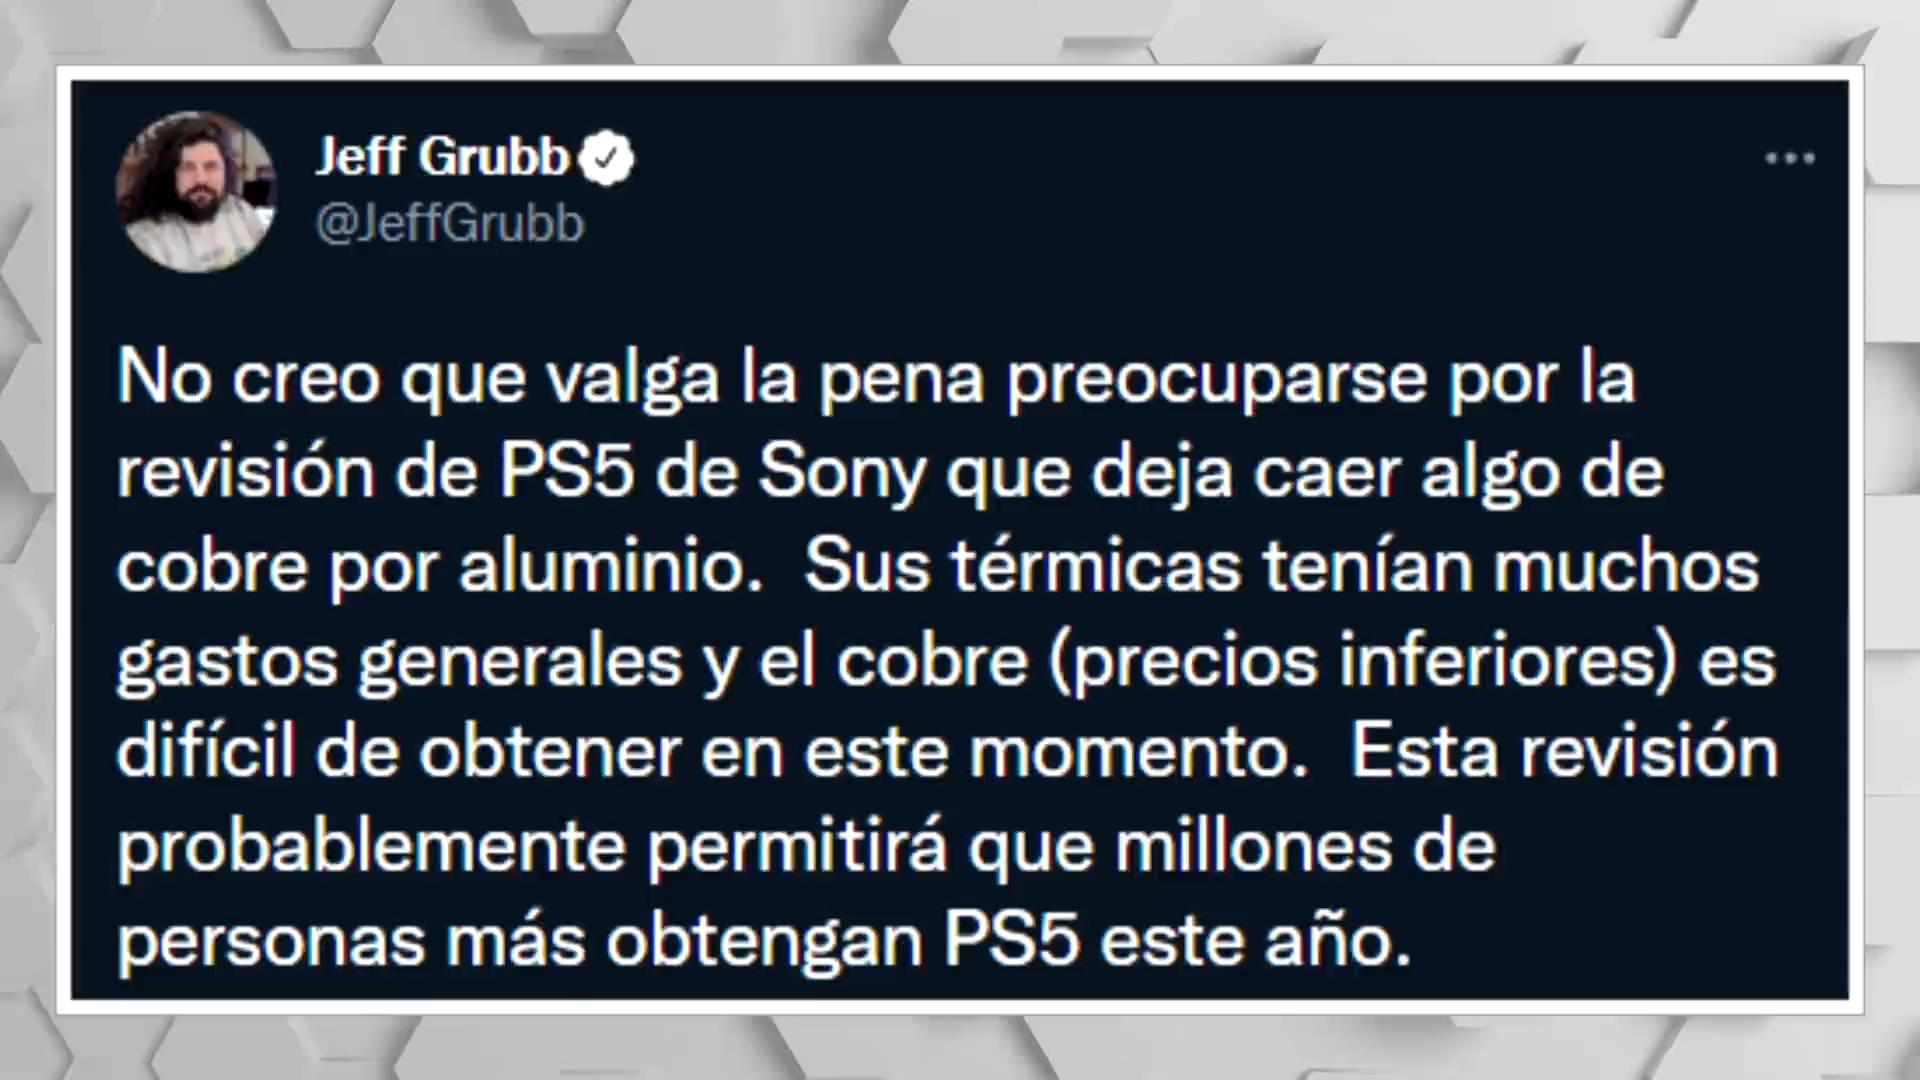 Jeff Grubb
@JeffGrubb
No creo que valga la pena preocuparse por la
revisión de PS5 de Sony que deja caer algo de
cobre por aluminio.  Sus térmicas tenían muchos
gastos generales y el cobre (precios inferiores) es
difícil de obtener en este momento.  Esta revisión
probablemente permitirá que millones de
personas más obtengan PS5 este año.